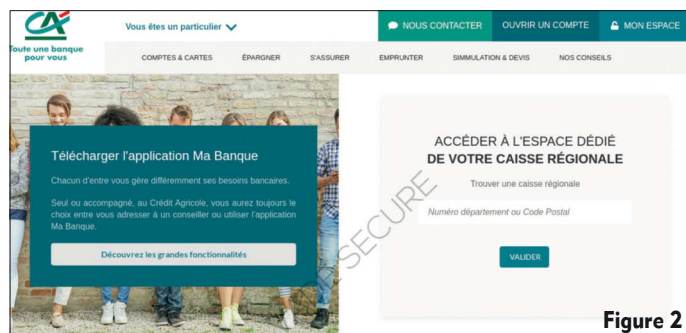 CA
Toute une banque
pour vous
Vous êtes un particulier
NOUS CONTACTER
OUVRIR UN COMPTE
MON ESPACE
COMPTES & CARTES
ÉPARGNER
S'ASSURER
EMPRUNTER
SIMMULATION & DEVIS
NOS CONSEILS
Télécharger l'application Ma Banque
Chacun d'entre vous gère différemment ses besoins bancaires.
Seul ou accompagné, au Crédit Agricole, vous aurez toujours le
choix entre vous adresser à un conseiller ou utiliser l'application
Ma Banque.
Découvrez les grandes fonctionnalités
ACCÉDER À L'ESPACE DÉDIÉ
DE VOTRE CAISSE RÉGIONALE
Trouver une caisse régionale
Numéro département ou Code Postal
VALIDER
SECURE
Figure 2